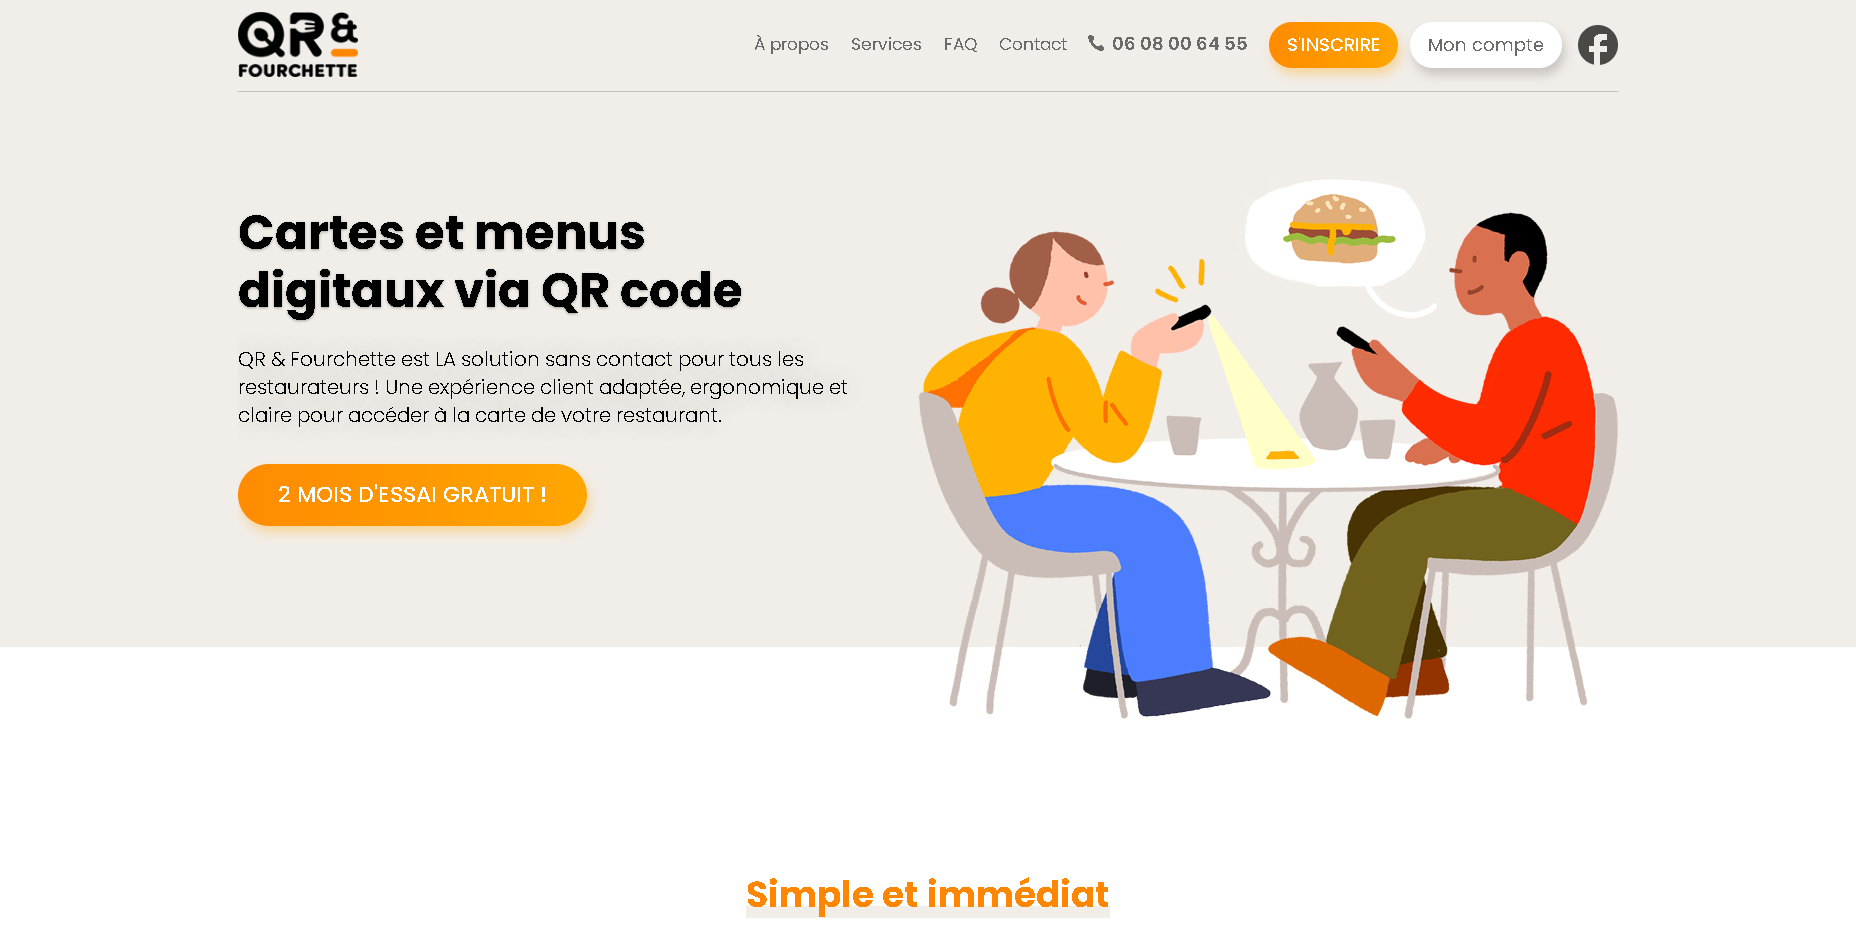 QR &
FOURCHETTE
À propos
Services
FAQ
Contact
06 08 00 64 55
S'INSCRIRE
Mon compte
Cartes et menus
digitaux via QR code
QR & Fourchette est LA solution sans contact pour tous les
restaurateurs ! Une expérience client adaptée, ergonomique et
claire pour accéder à la carte de votre restaurant.
2 MOIS D'ESSAI GRATUIT !
Simple et immédiat